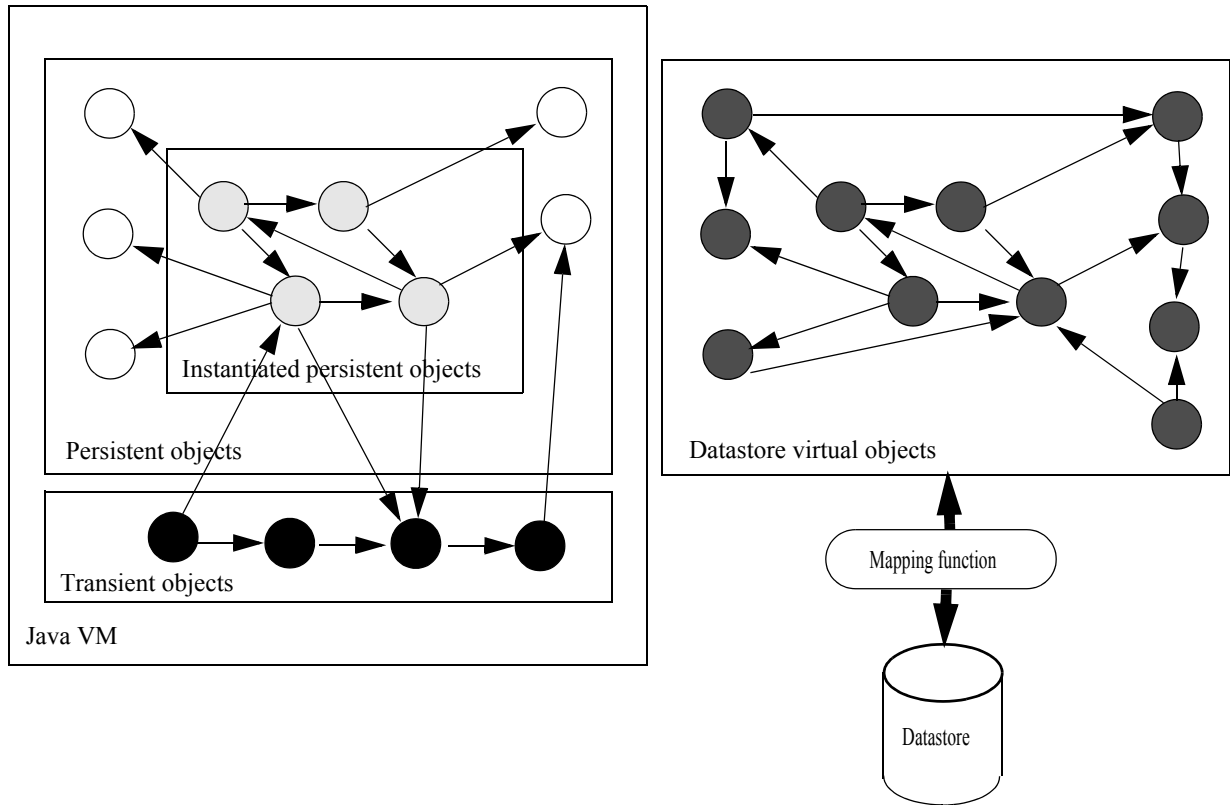 Instantiated persistent objects
Persistent objects
Transient objects
Java VM
Datastore virtual objects
Mapping function
Datastore